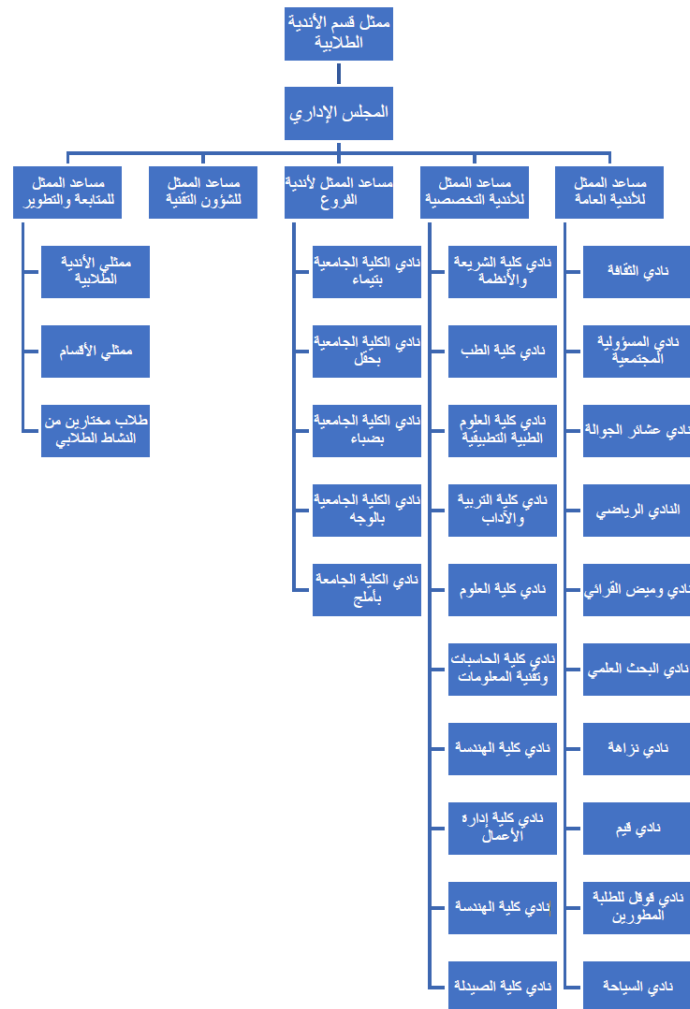 ممثل قسم الأندية
الطلابية
المجلس الإداري
مساعد الممثل
للأندية العامة
مساعد الممثل
للأندية التخصصية
مساعد الممثل لأندية
الفروع
مساعد الممثل
للشؤون التقنية
مساعد الممثل
للمتابعة والتطوير
نادي الثقافة
نادي المسؤولية
المجتمعية
نادي عشائر الجوالة
النادي الرياضي
نادي وميض القرائي
نادي البحث العلمي
نادي نزاهة
نادي قيم
نادي قوقل للطلبة
المطورين
نادي السياحة
نادي كلية الشريعة
والأنظمة
نادي كلية الطب
نادي كلية العلوم
الطبية التطبيقية
نادي كلية التربية
والآداب
نادي كلية العلوم
نادي كلية الحاسبات
وتقنية المعلومات
نادي كلية الهندسة
نادي كلية إدارة
الأعمال
نادي كلية الهندسة
نادي كلية الصيدلة
نادي الكلية الجامعية
بتيماء
نادي الكلية الجامعية
بحقل
نادي الكلية الجامعية
بضباء
نادي الكلية الجامعية
بالوجه
نادي الكلية الجامعة
بأملج
ممثلي الأندية
الطلابية
ممثلي الأقسام
طلاب مختارين من
النشاط الطلابي